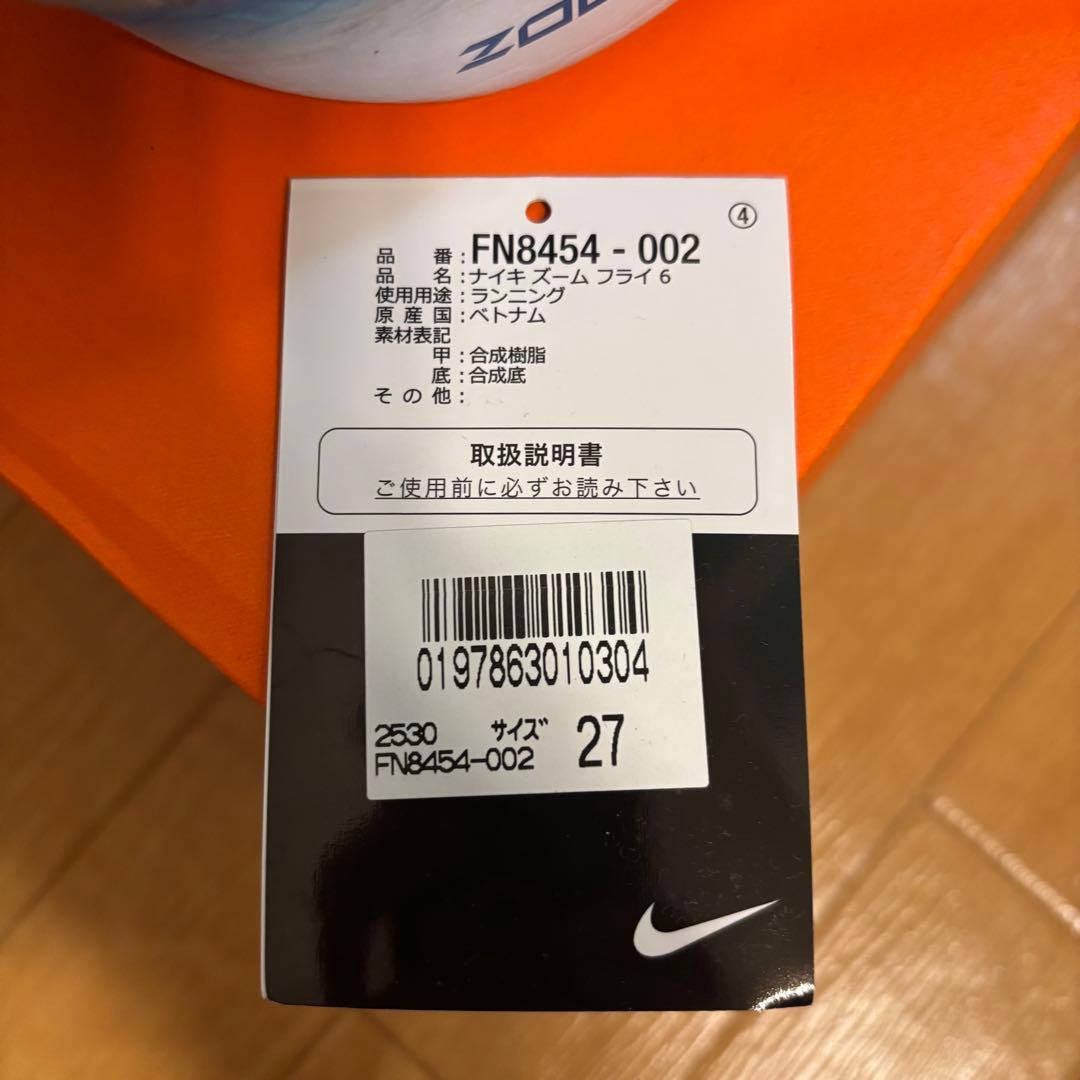 ④
品 番：FN8454 - 002
品 名：ナイキ ズーム フライ 6
使用用途：ランニング
原 産 国：ベトナム
素材表記
甲：合成樹脂
底：合成底
そ の 他：
取扱説明書
ご使用前に必ずお読み下さい
0197863010304
2530 サイズ 27
FN8454-002